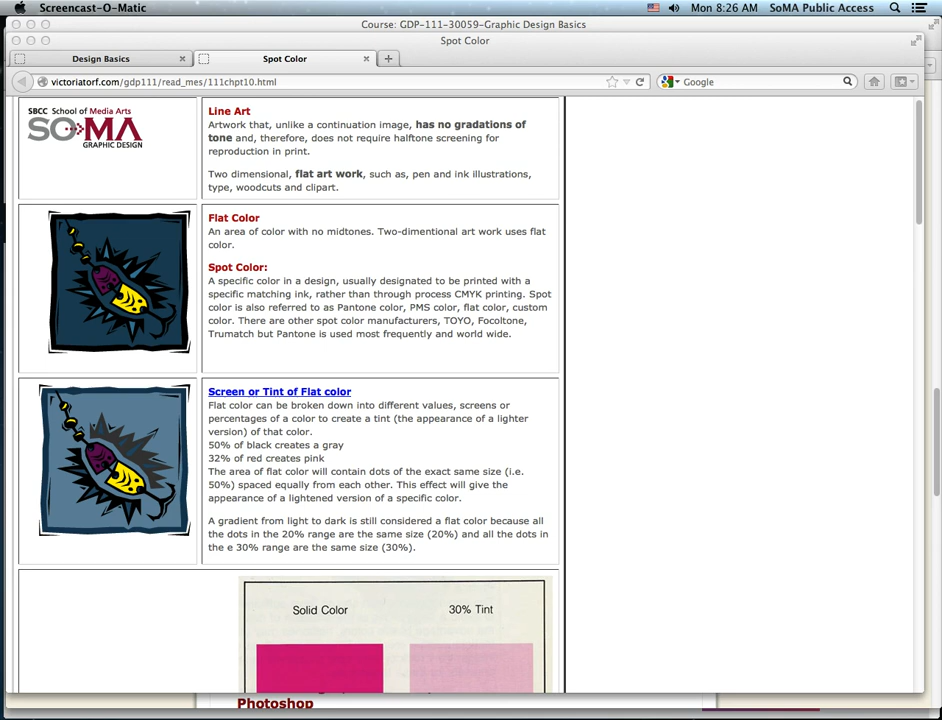 Screencast-O-Matic
Mon 8:26 AM SoMA Public Access
Course: GDP-111-30059-Graphic Design Basics
Spot Color
Design Basics
Spot Color
victoriatorf.com/gdp111/read_mes/111chpt10.html
Google
SBCC School of Media Arts
SOMA
GRAPHIC DESIGN
Line Art
Artwork that, unlike a continuation image, has no gradations of
tone and, therefore, does not require halftone screening for
reproduction in print.
Two dimensional, flat art work, such as, pen and ink illustrations,
type, woodcuts and clipart.
Flat Color
An area of color with no midtones. Two-dimentional art work uses flat
color.
Spot Color:
A specific color in a design, usually designated to be printed with a
specific matching ink, rather than through process CMYK printing. Spot
color is also referred to as Pantone color, PMS color, flat color, custom
color. There are other spot color manufacturers, TOYO, Focoltone,
Trumatch but Pantone is used most frequently and world wide.
Screen or Tint of Flat color
Flat color can be broken down into different values, screens or
percentages of a color to create a tint (the appearance of a lighter
version) of that color.
50% of black creates a gray
32% of red creates pink
The area of flat color will contain dots of the exact same size (i.e.
50%) spaced equally from each other. This effect will give the
appearance of a lightened version of a specific color.
A gradient from light to dark is still considered a flat color because all
the dots in the 20% range are the same size (20%) and all the dots in
the e 30% range are the same size (30%).
Solid Color
30% Tint
Photoshop